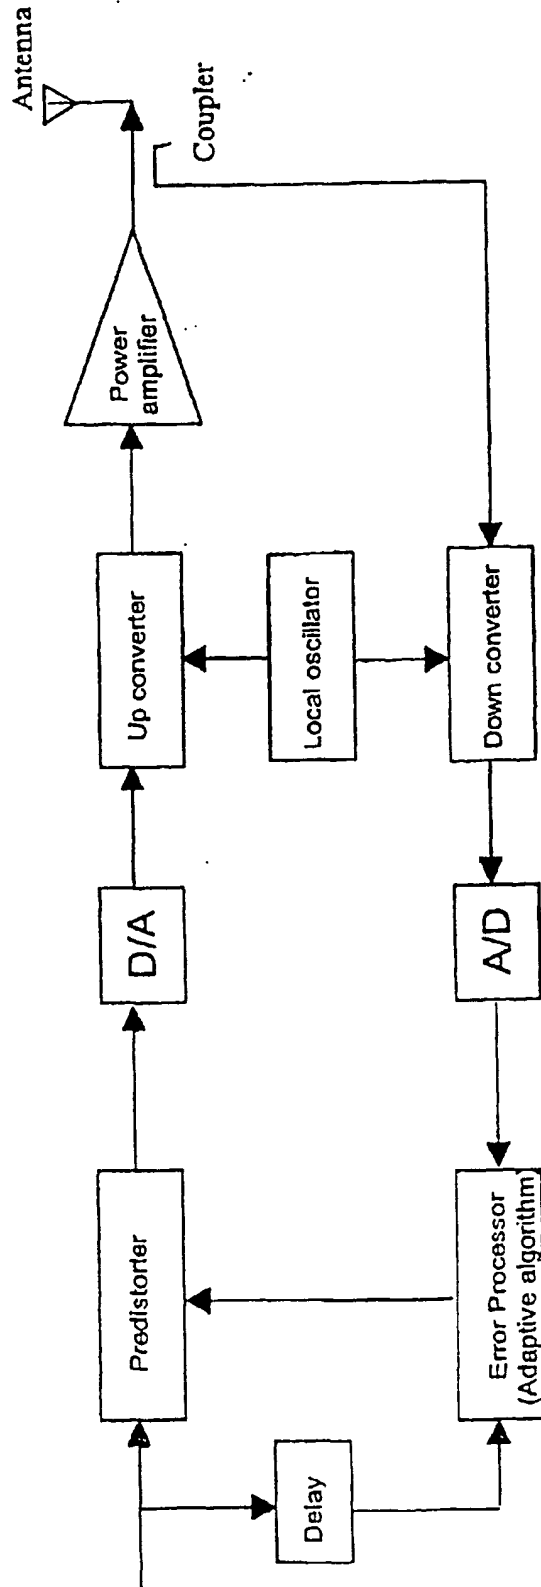 Predistorter
D/A
Up converter
Power
amplifier
Antenna
Coupler
Delay
Local oscillator
Error Processor
(Adaptive algorithm)
A/D
Down converter